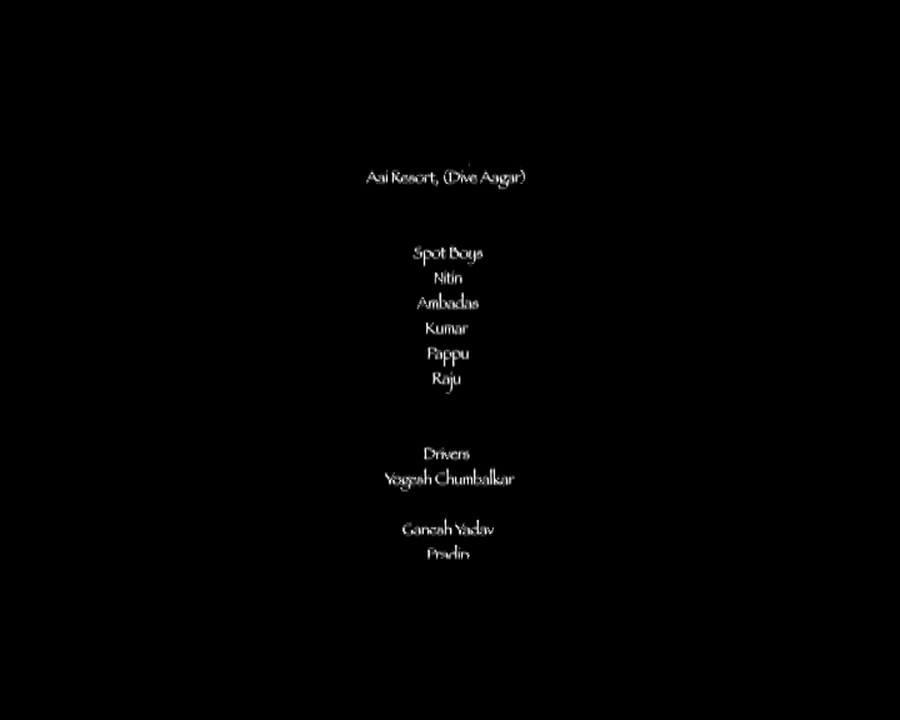 Aai Resort, (Dive Aagar)
Spot Boys
Nitin
Ambadas
Kumar
Pappu
Raju
Drivers
Yogesh Chumbalkar
Ganesh Yadav